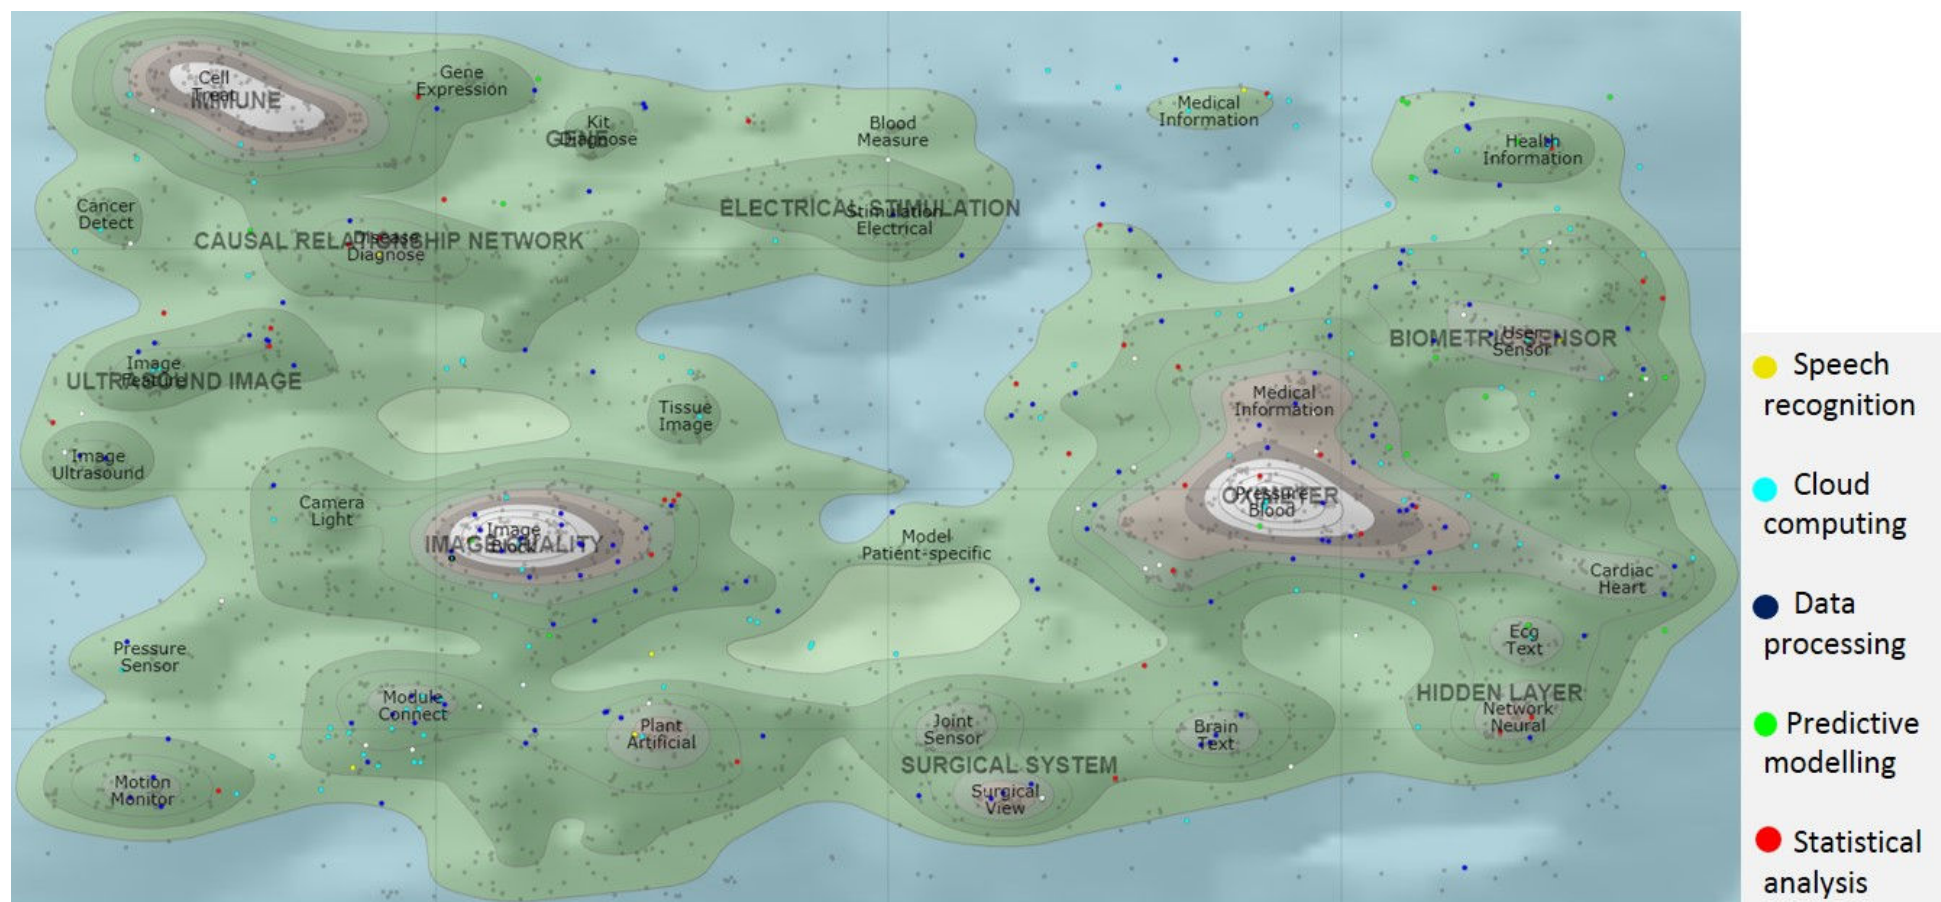 Cell
Treat
IMMUNE
Gene
Expression
Kit
Diagnose
GENE
Blood
Measure
Medical
Information
Health
Information
Cancer
Detect
ELECTRICAL STIMULATION
Stimulation
Electrical
CAUSAL RELATIONSHIP NETWORK
Disease
Diagnose
BIOMETRIC SENSOR
User
Sensor
Image
Feature
ULTRASOUND IMAGE
Medical
Information
Tissue
Image
Image
Ultrasound
Camera
Light
Pressure
Blood
OXIMETER
Image
Block
IMAGE QUALITY
Model
Patient-specific
Cardiac
Heart
Pressure
Sensor
Ecg
Text
HIDDEN LAYER
Network
Neural
Module
Connect
Plant
Artificial
Joint
Sensor
Brain
Text
SURGICAL SYSTEM
Surgical
View
Motion
Monitor
Speech
recognition
Cloud
computing
Data
processing
Predictive
modelling
Statistical
analysis